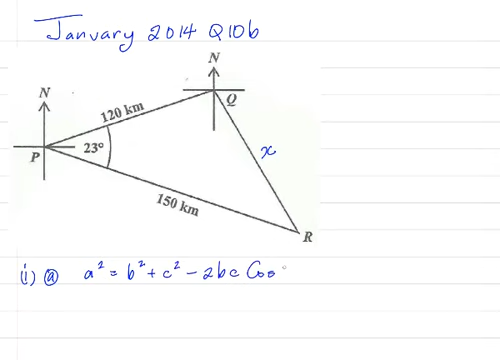 January 2014 Q10b
N
N
120 km
Q
P
23°
x
150 km
R
(i) (a) a² = b² + c² - 2bc Cos